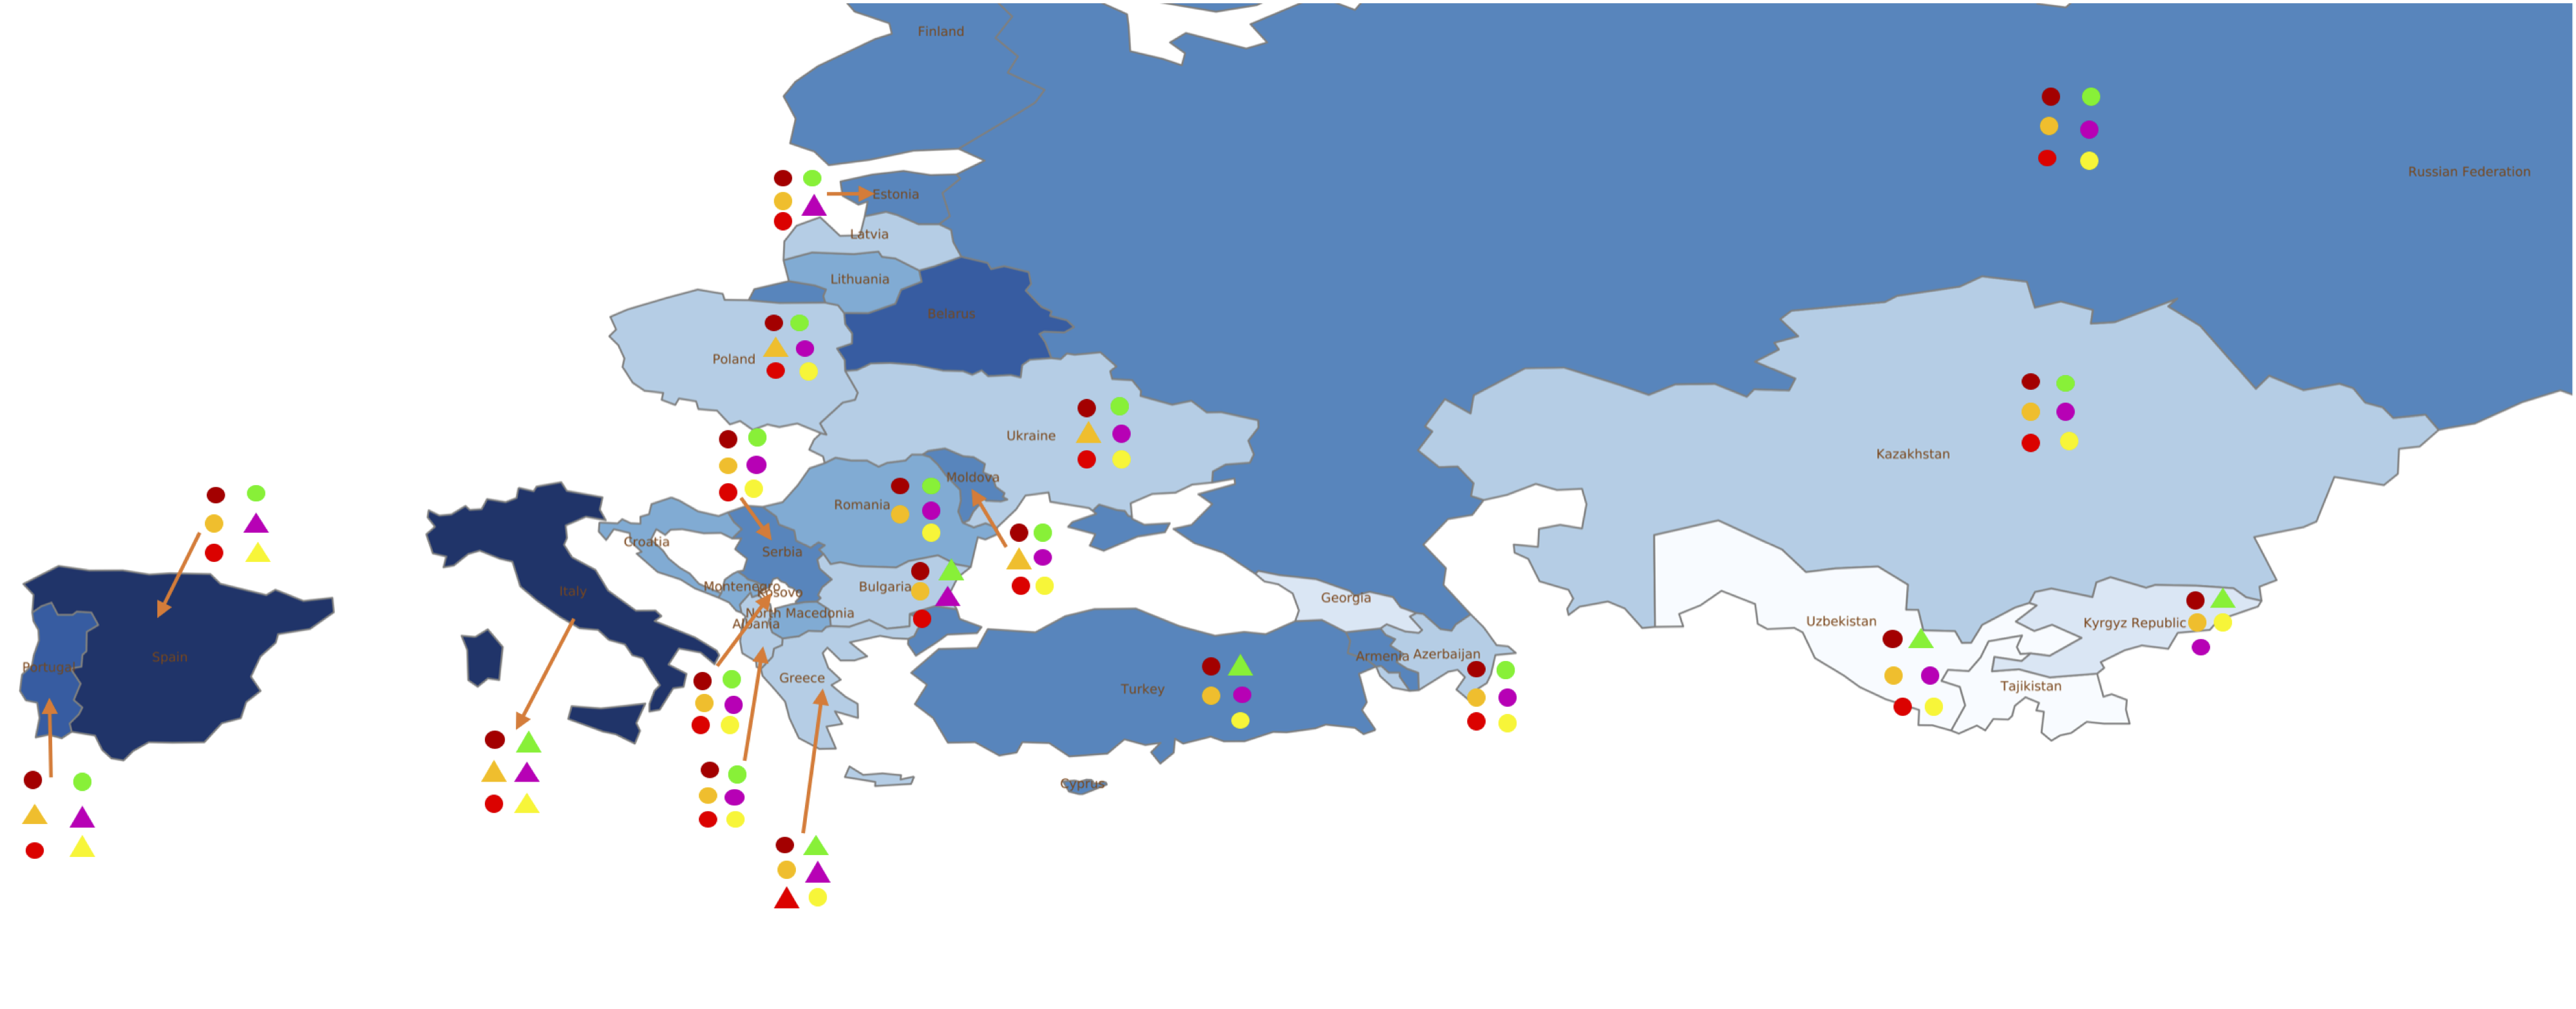 Finland
Russian Federation
Estonia
Latvia
Lithuania
Belarus
Poland
Ukraine
Kazakhstan
Moldova
Romania
Croatia
Serbia
Montenegro
Kosovo
Bulgaria
Italy
Georgia
North Macedonia
Albania
Uzbekistan
Kyrgyz Republic
Spain
Portugal
Armenia
Azerbaijan
Greece
Turkey
Tajikistan
Cyprus